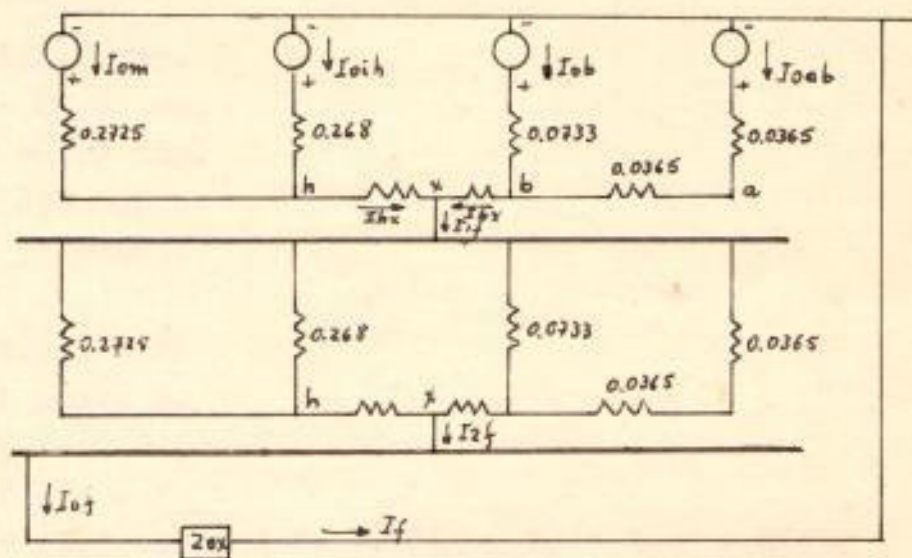 - - - -
Iom Ioih Iob Ioab
+ + + +
0.2725 0.268 0.0733 0.0365
0.0365
h x b a
Ihx Ibx
I1f
0.2725 0.268 0.0733 0.0365
0.0365
h x
I2f
Iof
Zox If